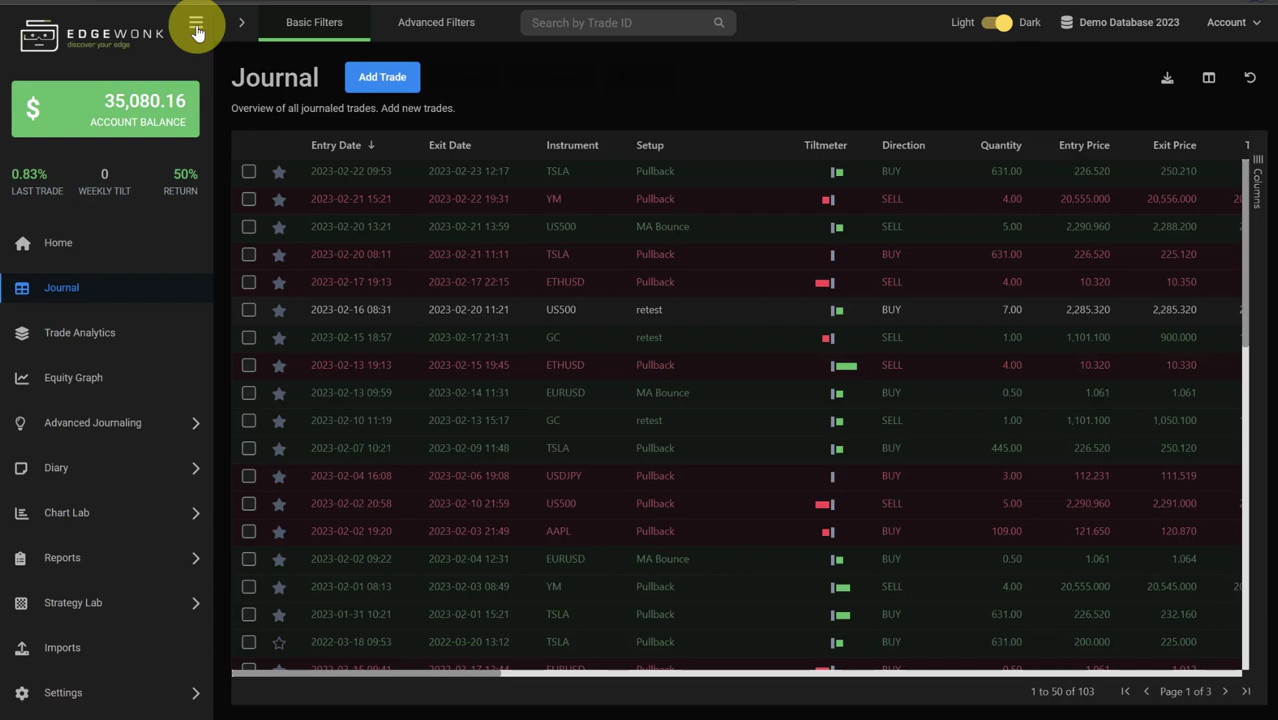 EDGEWONK
discover your edge
Basic Filters
Advanced Filters
Search by Trade ID
Light
Dark
Demo Database 2023
Account
$
35,080.16
ACCOUNT BALANCE
0.83% 0 50%
LAST TRADE WEEKLY TILT RETURN
Home
Journal
Trade Analytics
Equity Graph
Advanced Journaling
Diary
Chart Lab
Reports
Strategy Lab
Imports
Settings
Journal
Add Trade
Overview of all journaled trades. Add new trades.
Entry Date Exit Date Instrument Setup Tiltmeter Direction Quantity Entry Price Exit Price
2023-02-22 09:53 2023-02-23 12:17 TSLA Pullback BUY 631.00 226.520 250.210
2023-02-21 15:21 2023-02-22 19:31 YM Pullback SELL 4.00 20,555.000 20,556.000
2023-02-20 13:21 2023-02-21 13:59 US500 MA Bounce SELL 5.00 2,290.960 2,288.200
2023-02-20 08:11 2023-02-21 21:11 TSLA Pullback BUY 631.00 226.520 225.120
2023-02-17 19:13 2023-02-17 22:15 ETHUSD Pullback SELL 4.00 10.320 10.350
2023-02-16 08:31 2023-02-20 11:21 US500 retest BUY 7.00 2,285.320 2,285.320
2023-02-15 18:57 2023-02-17 21:31 GC retest SELL 1.00 1,101.100 900.000
2023-02-13 19:13 2023-02-15 19:45 ETHUSD Pullback SELL 4.00 10.320 10.330
2023-02-13 09:59 2023-02-14 11:31 EURUSD MA Bounce BUY 0.50 1.061 1.061
2023-02-10 11:19 2023-02-13 15:17 GC retest SELL 1.00 1,101.100 1,050.100
2023-02-07 10:21 2023-02-09 11:48 TSLA Pullback BUY 445.00 226.520 250.120
2023-02-04 16:08 2023-02-06 19:08 USDJPY Pullback BUY 3.00 112.231 111.519
2023-02-02 20:58 2023-02-10 21:59 US500 Pullback SELL 5.00 2,290.960 2,291.000
2023-02-02 19:20 2023-02-03 21:49 AAPL Pullback BUY 109.00 121.650 120.870
2023-02-02 09:22 2023-02-04 12:31 EURUSD MA Bounce BUY 0.50 1.061 1.064
2023-02-01 08:13 2023-02-03 08:49 YM Pullback SELL 4.00 20,555.000 20,545.000
2023-01-31 10:21 2023-02-01 15:21 TSLA Pullback BUY 631.00 226.520 232.160
2022-03-18 09:53 2022-03-20 13:12 TSLA Pullback BUY 631.00 200.000 225.000
Columns
1 to 50 of 103
Page 1 of 3